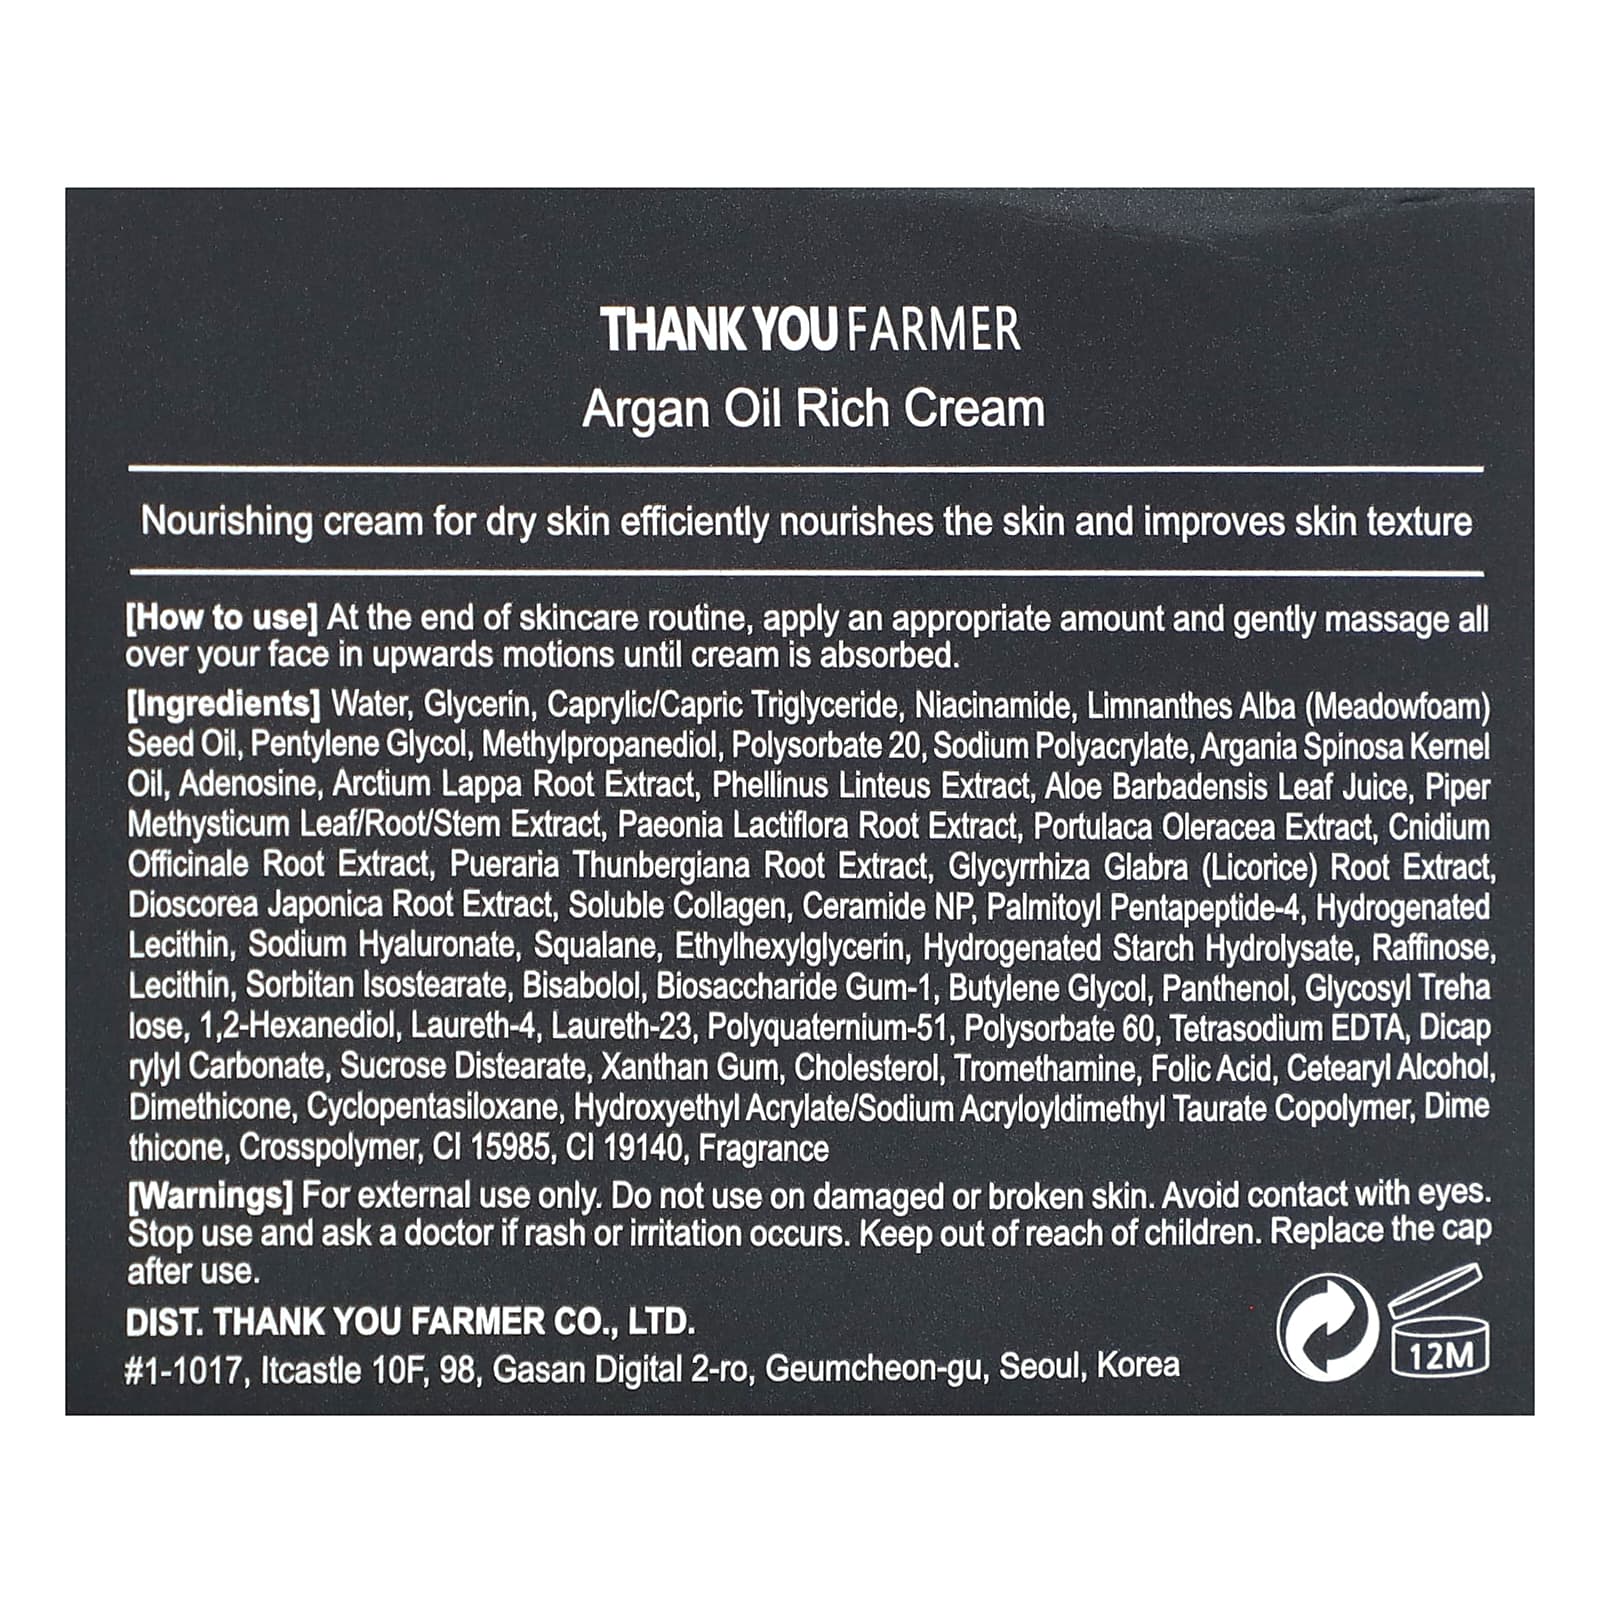 THANK YOU FARMER
Argan Oil Rich Cream
Nourishing cream for dry skin efficiently nourishes the skin and improves skin texture
[How to use] At the end of skincare routine, apply an appropriate amount and gently massage all
over your face in upwards motions until cream is absorbed.
[Ingredients] Water, Glycerin, Caprylic/Capric Triglyceride, Niacinamide, Limnanthes Alba (Meadowfoam)
Seed Oil, Pentylene Glycol, Methylpropanediol, Polysorbate 20, Sodium Polyacrylate, Argania Spinosa Kernel
Oil, Adenosine, Arctium Lappa Root Extract, Phellinus Linteus Extract, Aloe Barbadensis Leaf Juice, Piper
Methysticum Leaf/Root/Stem Extract, Paeonia Lactiflora Root Extract, Portulaca Oleracea Extract, Cnidium
Officinale Root Extract, Pueraria Thunbergiana Root Extract, Glycyrrhiza Glabra (Licorice) Root Extract,
Dioscorea Japonica Root Extract, Soluble Collagen, Ceramide NP, Palmitoyl Pentapeptide-4, Hydrogenated
Lecithin, Sodium Hyaluronate, Squalane, Ethylhexylglycerin, Hydrogenated Starch Hydrolysate, Raffinose,
Lecithin, Sorbitan Isostearate, Bisabolol, Biosaccharide Gum-1, Butylene Glycol, Panthenol, Glycosyl Treha
lose, 1,2-Hexanediol, Laureth-4, Laureth-23, Polyquaternium-51, Polysorbate 60, Tetrasodium EDTA, Dicap
rylyl Carbonate, Sucrose Distearate, Xanthan Gum, Cholesterol, Tromethamine, Folic Acid, Cetearyl Alcohol,
Dimethicone, Cyclopentasiloxane, Hydroxyethyl Acrylate/Sodium Acryloyldimethyl Taurate Copolymer, Dime
thicone, Crosspolymer, CI 15985, CI 19140, Fragrance
[Warnings] For external use only. Do not use on damaged or broken skin. Avoid contact with eyes.
Stop use and ask a doctor if rash or irritation occurs. Keep out of reach of children. Replace the cap
after use.
DIST. THANK YOU FARMER CO., LTD.
#1-1017, Itcastle 10F, 98, Gasan Digital 2-ro, Geumcheon-gu, Seoul, Korea
12M